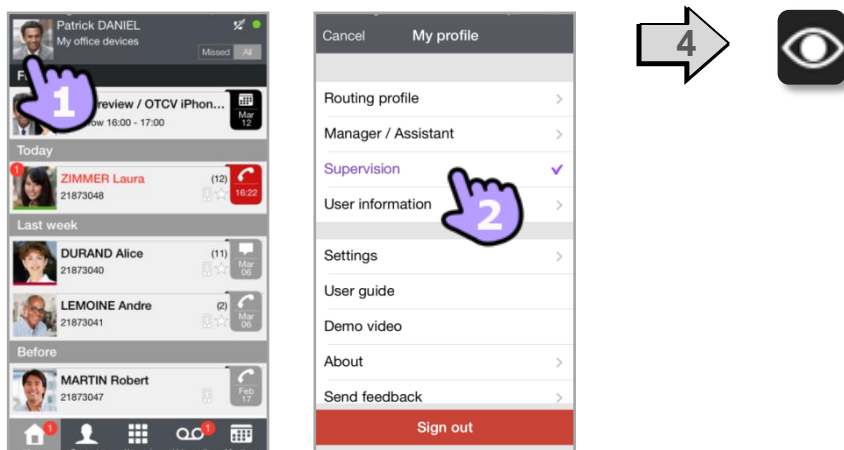 Patrick DANIEL
My office devices
Missed All
1
review / OTCV iPhon...
16:00 - 17:00
Mar
12
Today
1
ZIMMER Laura (12)
21873048
16:22
Last week
DURAND Alice (11)
21873040
Mar
06
LEMOINE Andre (2)
21873041
Mar
06
Before
MARTIN Robert
21873047
Feb
17
1
1
Cancel My profile
Routing profile
Manager / Assistant
Supervision
2
User information
Settings
User guide
Demo video
About
Send feedback
Sign out
4